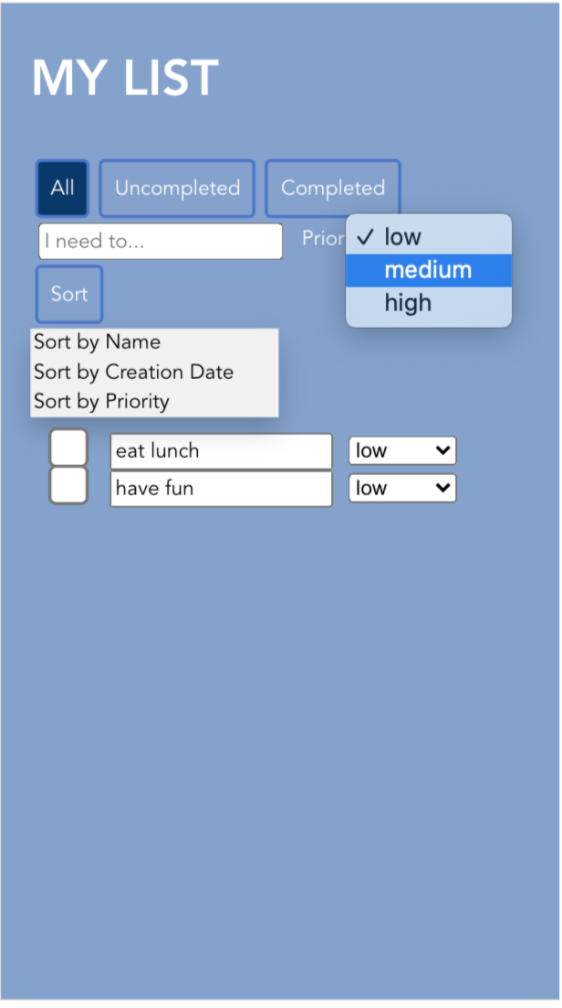 MY LIST
All Uncompleted Completed
I need to... Prior ✓ low
medium
high
Sort
Sort by Name
Sort by Creation Date
Sort by Priority
eat lunch low
have fun low